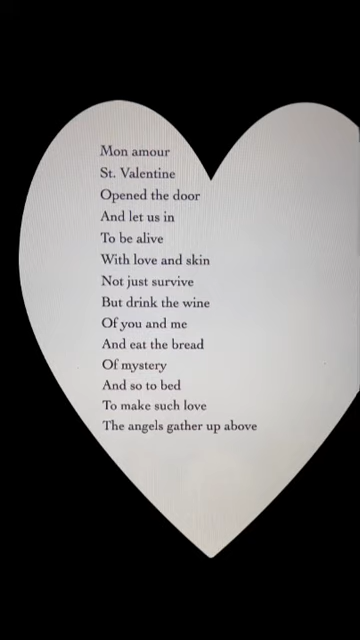 Mon amour
St. Valentine
Opened the door
And let us in
To be alive
With love and skin
Not just survive
But drink the wine
Of you and me
And eat the bread
Of mystery
And so to bed
To make such love
The angels gather up above